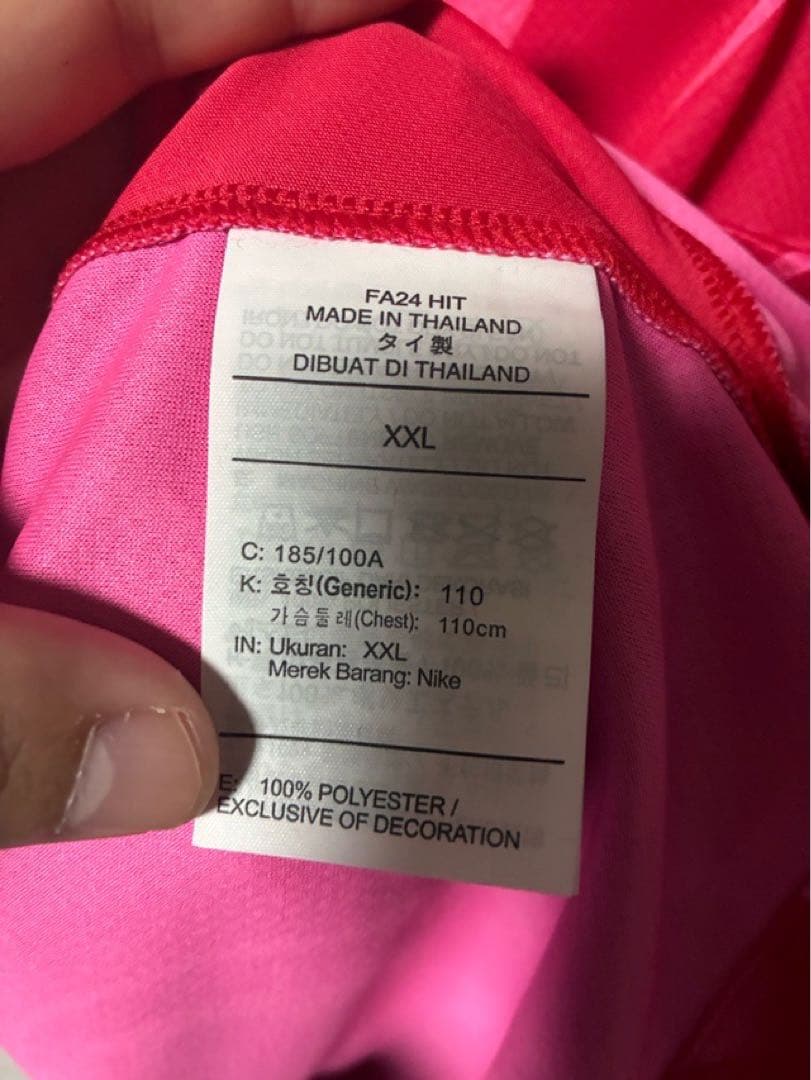 FA24 HIT
MADE IN THAILAND
タイ製
DIBUAT DI THAILAND
XXL
C: 185/100A
K: 호칭(Generic): 110
가슴둘레(Chest): 110cm
IN: Ukuran: XXL
Merek Barang: Nike
E: 100% POLYESTER /
EXCLUSIVE OF DECORATION